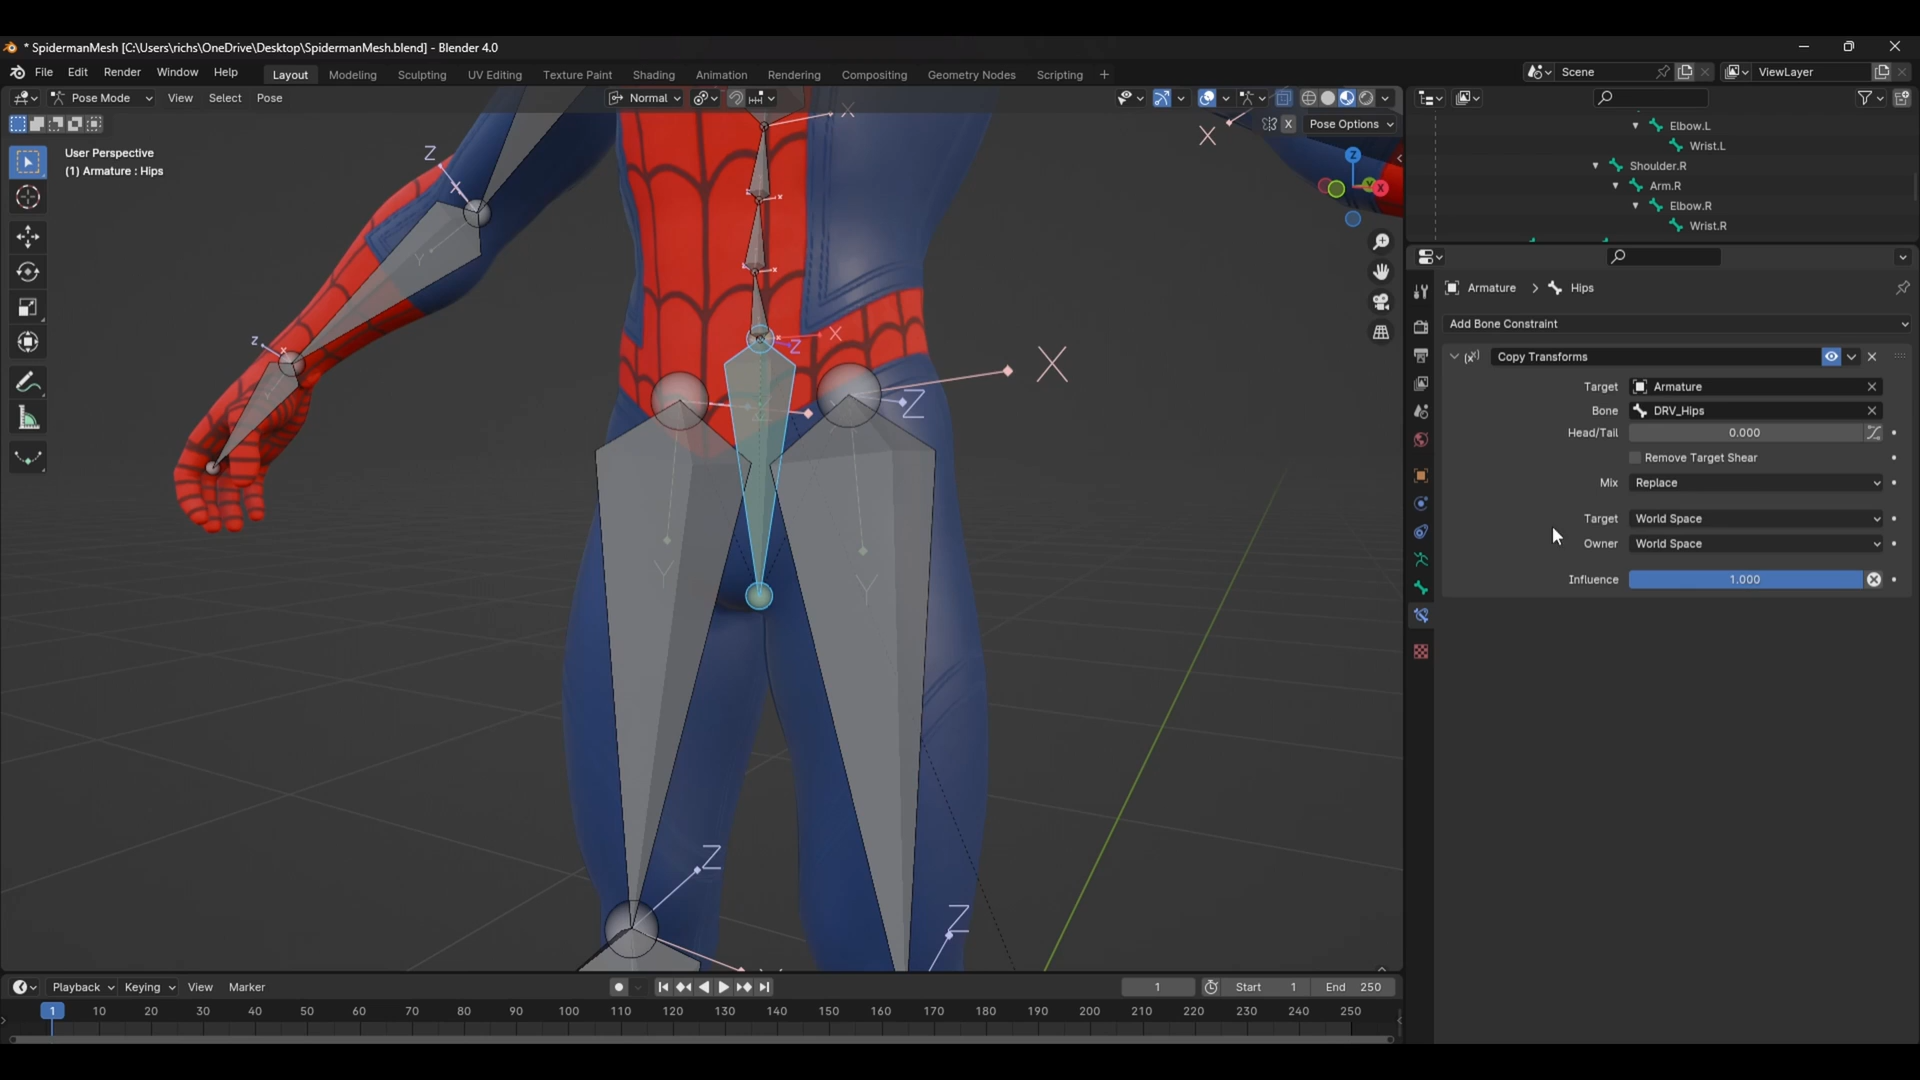 * SpidermanMesh [C:\Users\richs\OneDrive\Desktop\SpidermanMesh.blend] - Blender 4.0
File Edit Render Window Help Layout Modeling Sculpting UV Editing Texture Paint Shading Animation Rendering Compositing Geometry Nodes Scripting + Scene ViewLayer
Pose Mode View Select Pose Normal
X Pose Options
User Perspective
(1) Armature : Hips
Elbow.L
Wrist.L
Shoulder.R
Arm.R
Elbow.R
Wrist.R
Armature > Hips
Add Bone Constraint
Copy Transforms
Target Armature
Bone DRV_Hips
Head/Tail 0.000
Remove Target Shear
Mix Replace
Target World Space
Owner World Space
Influence 1.000
X
X
Z
X
Y
Z
X
X
Z
X
Z
Y
Y
Z
Z
Z
Y
X
Playback Keying View Marker 1 Start 1 End 250
1 10 20 30 40 50 60 70 80 90 100 110 120 130 140 150 160 170 180 190 200 210 220 230 240 250